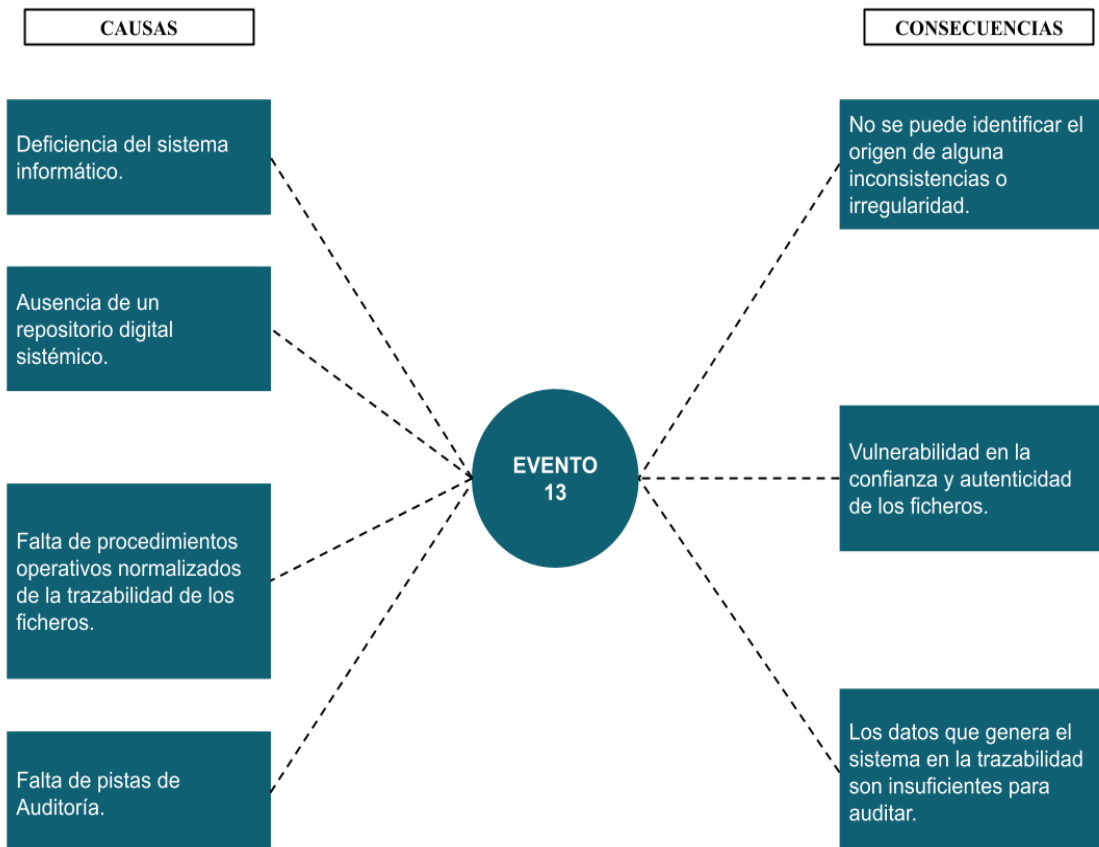 CAUSAS
Deficiencia del sistema
informático.
Ausencia de un
repositorio digital
sistémico.
Falta de procedimientos
operativos normalizados
de la trazabilidad de los
ficheros.
Falta de pistas de
Auditoría.
EVENTO
13
CONSECUENCIAS
No se puede identificar el
origen de alguna
inconsistencias o
irregularidad.
Vulnerabilidad en la
confianza y autenticidad
de los ficheros.
Los datos que genera el
sistema en la trazabilidad
son insuficientes para
auditar.